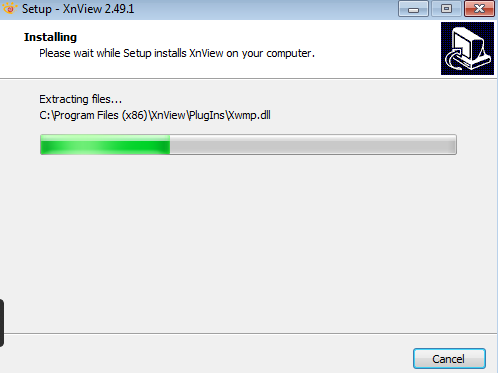 Setup - XnView 2.49.1
Installing
Please wait while Setup installs XnView on your computer.
Extracting files...
C:\Program Files (x86)\XnView\PlugIns\Xwmp.dll
Cancel